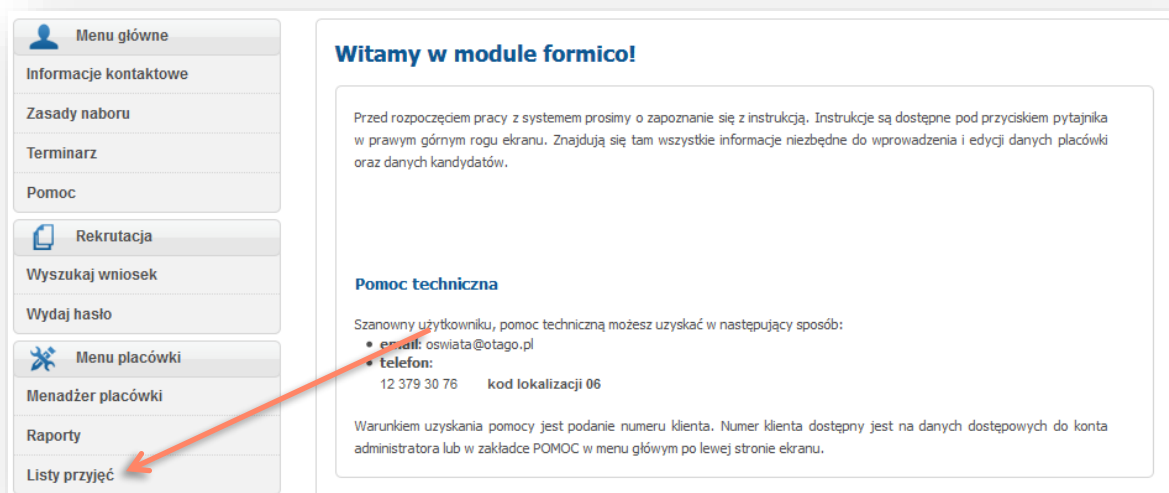 Menu główne
Informacje kontaktowe
Zasady naboru
Terminarz
Pomoc
Rekrutacja
Wyszukaj wniosek
Wydaj hasło
Menu placówki
Menadżer placówki
Raporty
Listy przyjęć
Witamy w module formico!
Przed rozpoczęciem pracy z systemem prosimy o zapoznanie się z instrukcją. Instrukcje są dostępne pod przyciskiem pytajnika
w prawym górnym rogu ekranu. Znajdują się tam wszystkie informacje niezbędne do wprowadzenia i edycji danych placówki
oraz danych kandydatów.
Pomoc techniczna
Szanowny użytkowniku, pomoc techniczną możesz uzyskać w następujący sposób:
• email: oswiata@otago.pl
• telefon:
12 379 30 76 kod lokalizacji 06
Warunkiem uzyskania pomocy jest podanie numeru klienta. Numer klienta dostępny jest na danych dostępowych do konta
administratora lub w zakładce POMOC w menu głównym po lewej stronie ekranu.